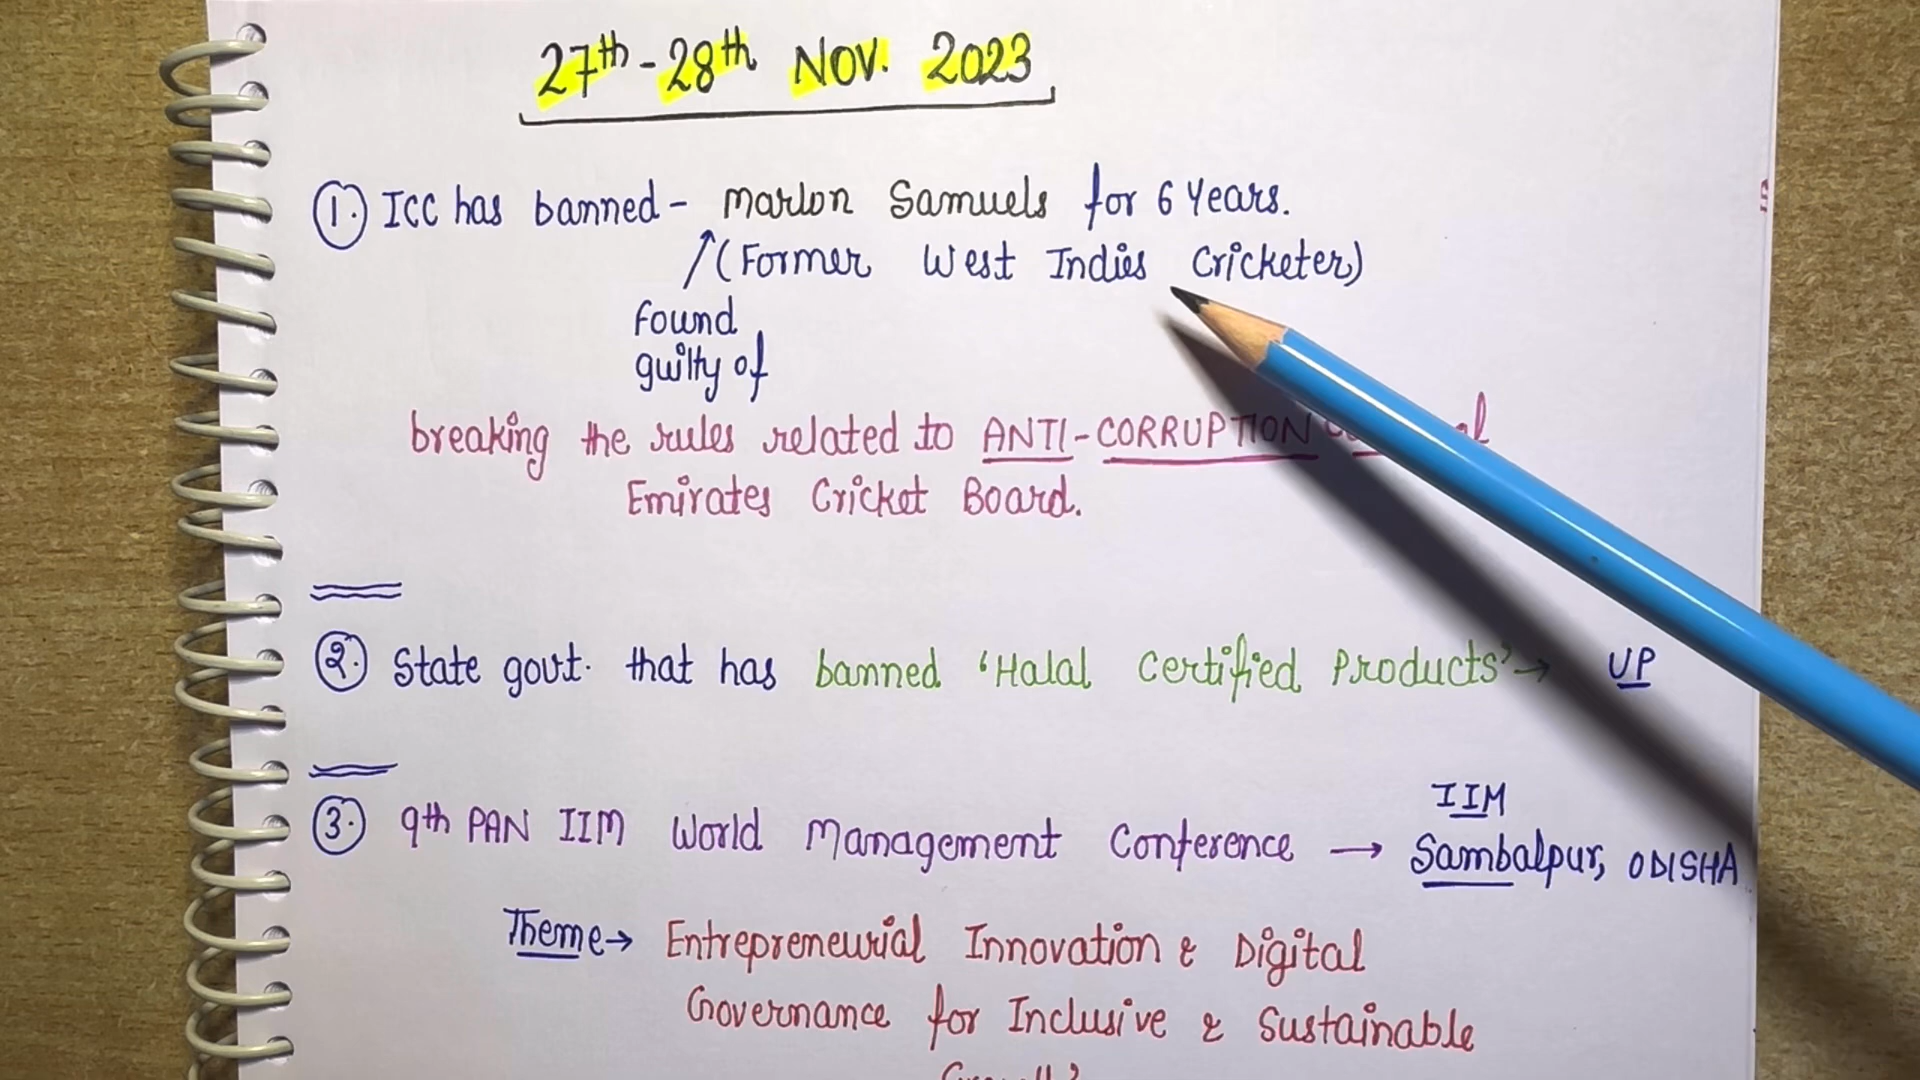 27th - 28th NOV. 2023
1. ICC has banned - Marlon Samuels for 6 Years.
(Former West Indies Cricketer)
found
guilty of
breaking the rules related to ANTI-CORRUPTION
Emirates Cricket Board.
2. State govt. that has banned 'Halal Certified Products' → UP
3. 9th PAN IIM World Management Conference → IIM
Sambalpur, ODISHA
Theme → Entrepreneurial Innovation & Digital
Governance for Inclusive & Sustainable